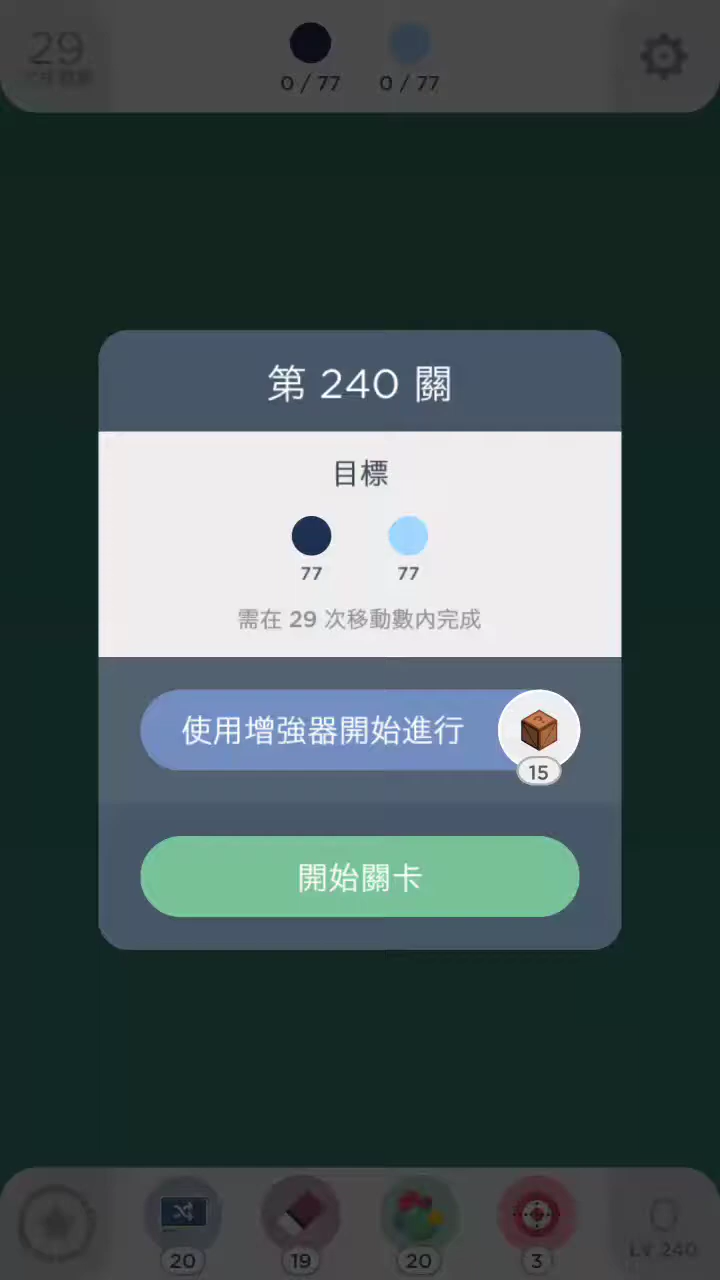 29
0 / 77 0 / 77
第 240 關
目標
77 77
需在 29 次移動數內完成
使用增強器開始進行
15
開始關卡
20 19 20 3
0
LV 240